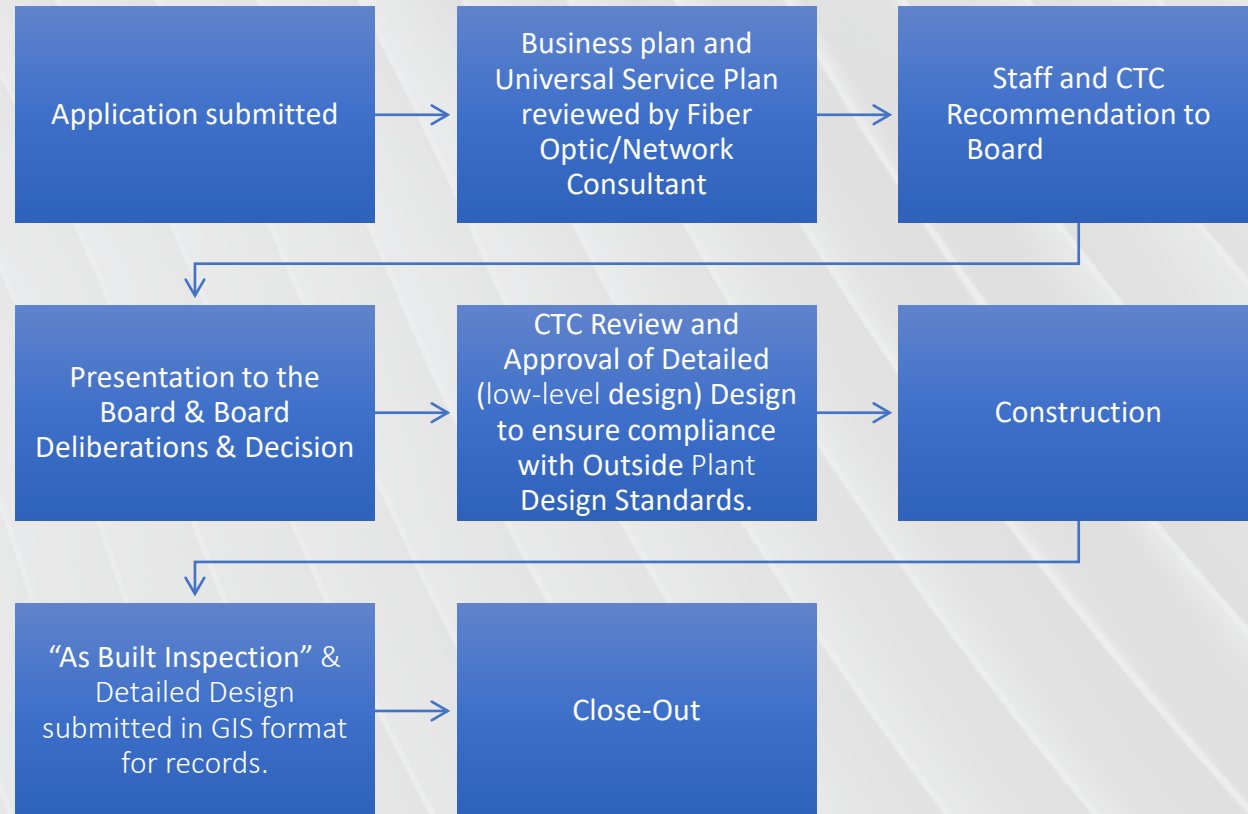 Application submitted
Business plan and
Universal Service Plan
reviewed by Fiber
Optic/Network
Consultant
Staff and CTC
Recommendation to
Board
Presentation to the
Board & Board
Deliberations & Decision
CTC Review and
Approval of Detailed
(low-level design) Design
to ensure compliance
with Outside Plant
Design Standards.
Construction
“As Built Inspection” &
Detailed Design
submitted in GIS format
for records.
Close-Out